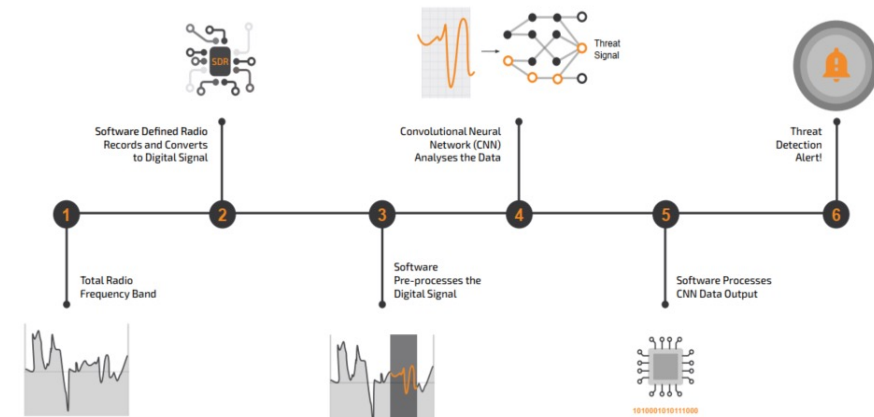 SDR
Threat
Signal
Software Defined Radio
Records and Converts
to Digital Signal
Convolutional Neural
Network (CNN)
Analyses the Data
Threat
Detection
Alert!
1
2
3
4
5
6
Total Radio
Frequency Band
Software
Pre-processes the
Digital Signal
Software Processes
CNN Data Output
1010001010111000